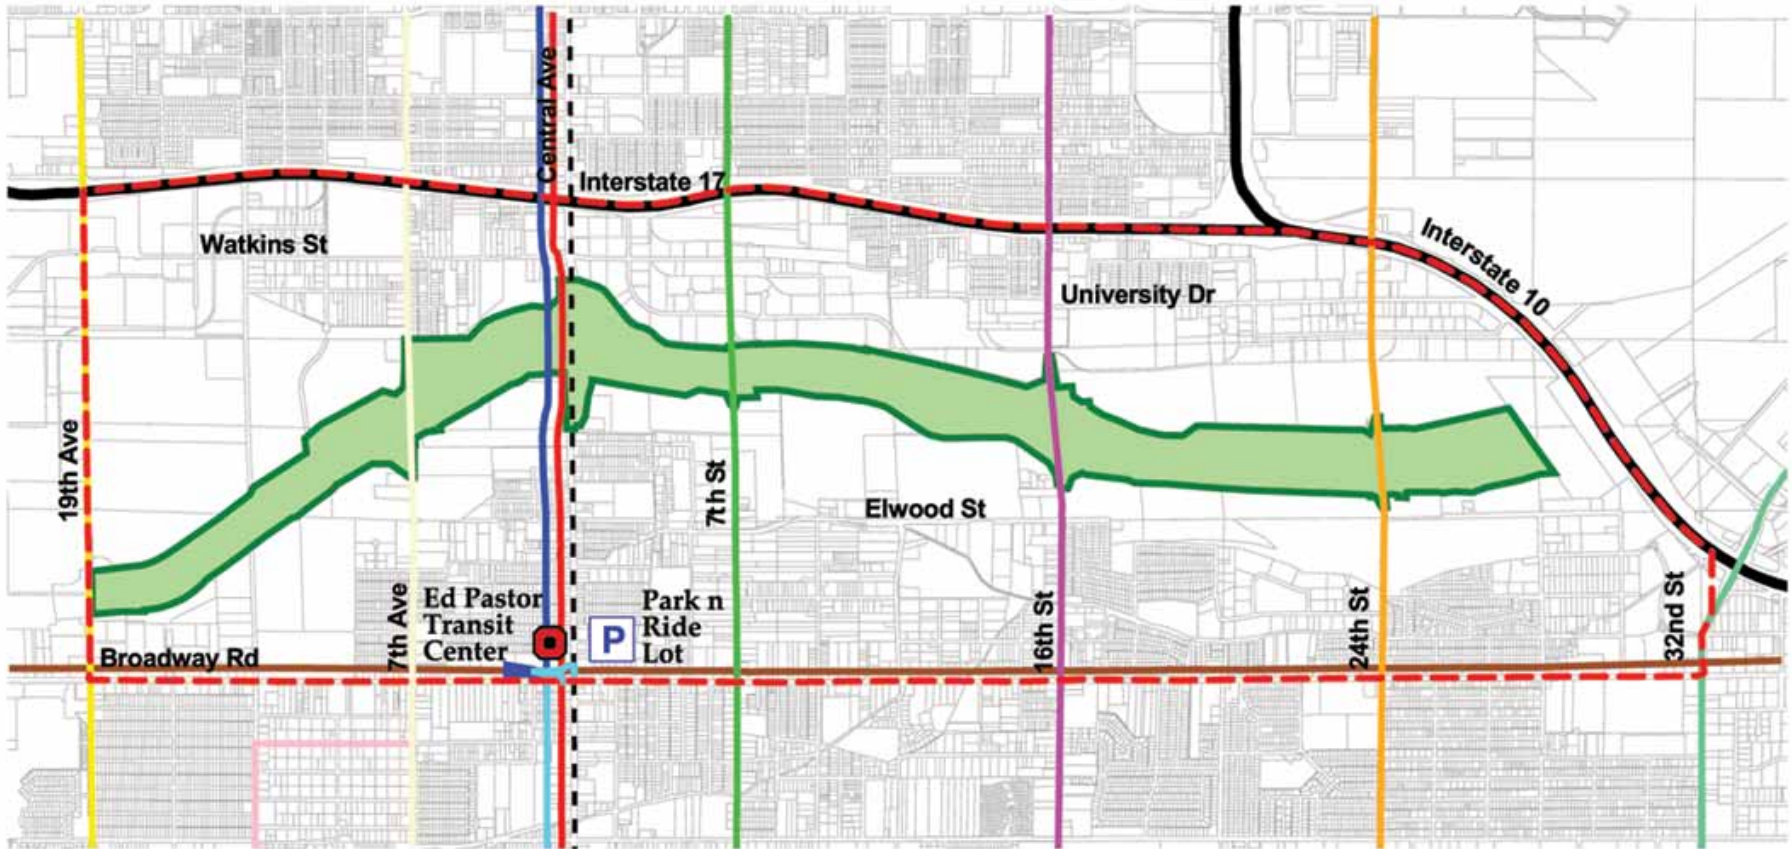 Central Ave
Interstate 17
Watkins St
Interstate 10
University Dr
19th Ave
7th St
Elwood St
7th Ave
Ed Pastor
Transit
Center
P
Park n
Ride
Lot
16th St
24th St
32nd St
Broadway Rd